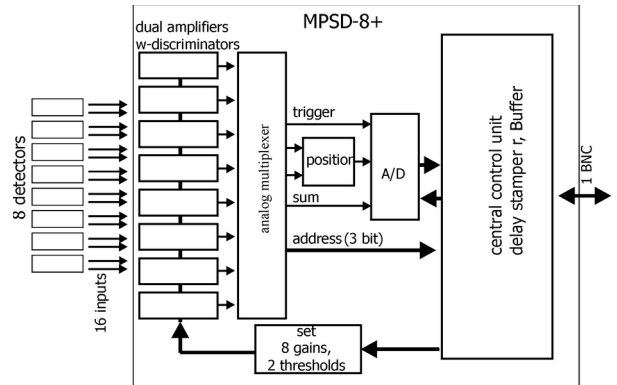 MPSD-8+
dual amplifiers
w-discriminators
8 detectors
16 inputs
analog multiplexer
trigger
position
sum
A/D
address (3 bit)
central control unit
delay stamper r, Buffer
1 BNC
set
8 gains,
2 thresholds